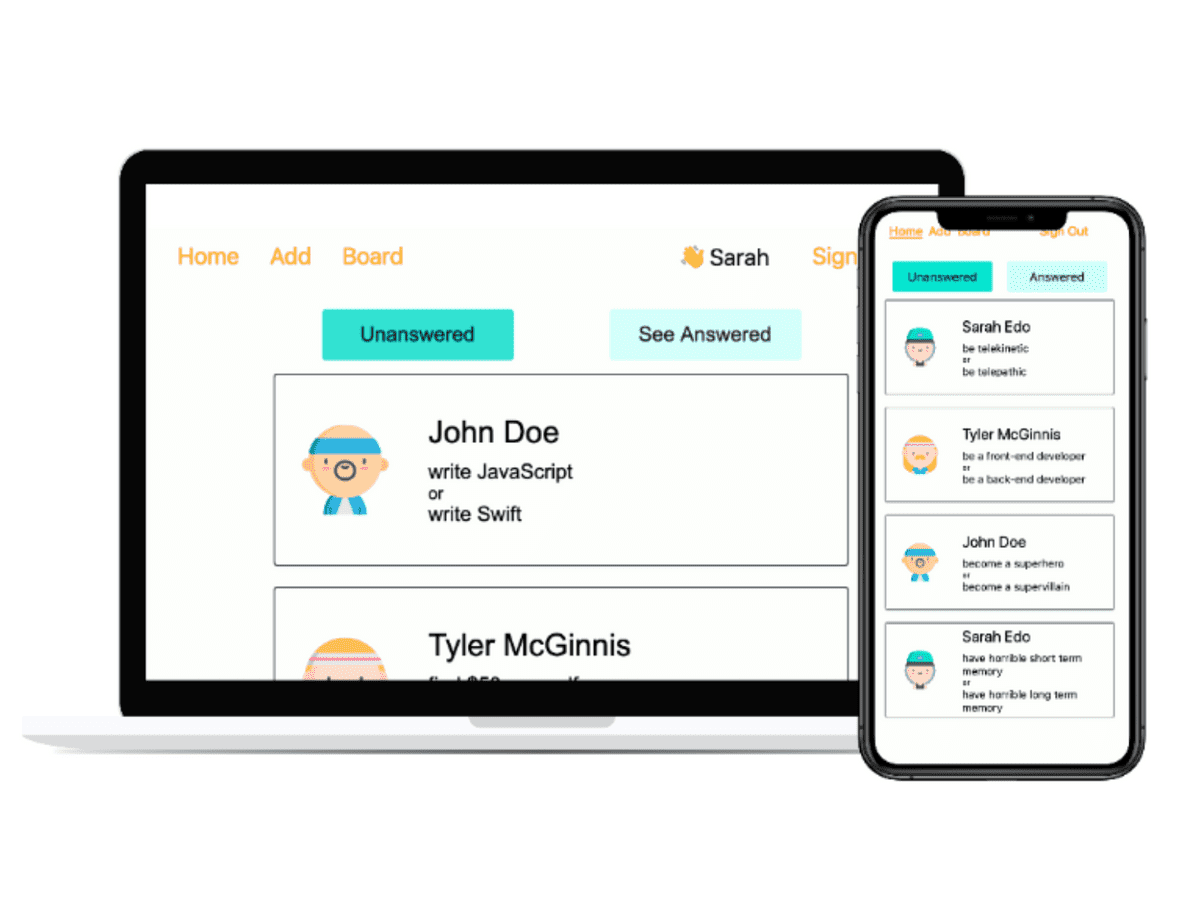 Home Add Board Sarah Sign
Unanswered See Answered
John Doe
write JavaScript
or
write Swift
Tyler McGinnis
Home Add Board Sign Out
Unanswered Answered
Sarah Edo
be telekinetic
or
be telepathic
Tyler McGinnis
be a front-end developer
or
be a back-end developer
John Doe
become a superhero
or
become a supervillain
Sarah Edo
have horrible short term
memory
or
have horrible long term
memory